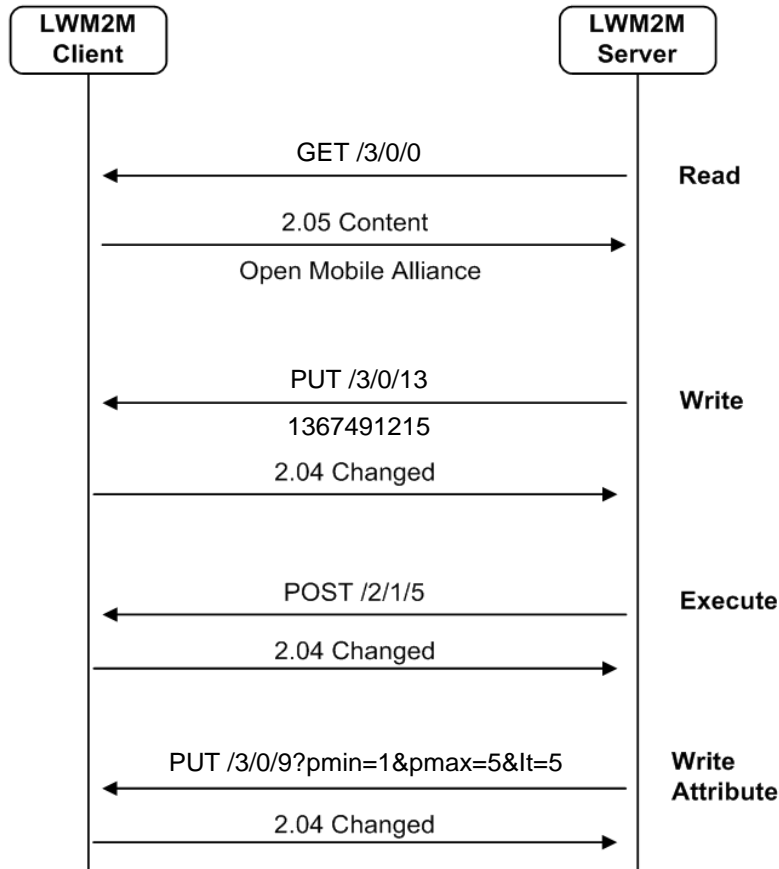 LWM2M
Client
LWM2M
Server
GET /3/0/0
Read
2.05 Content
Open Mobile Alliance
PUT /3/0/13
Write
1367491215
2.04 Changed
POST /2/1/5
Execute
2.04 Changed
PUT /3/0/9?pmin=1&pmax=5&lt=5
Write
Attribute
2.04 Changed